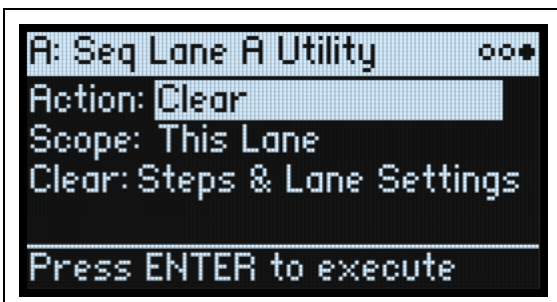 A: Seq Lane A Utility
Action: Clear
Scope: This Lane
Clear: Steps & Lane Settings
Press ENTER to execute